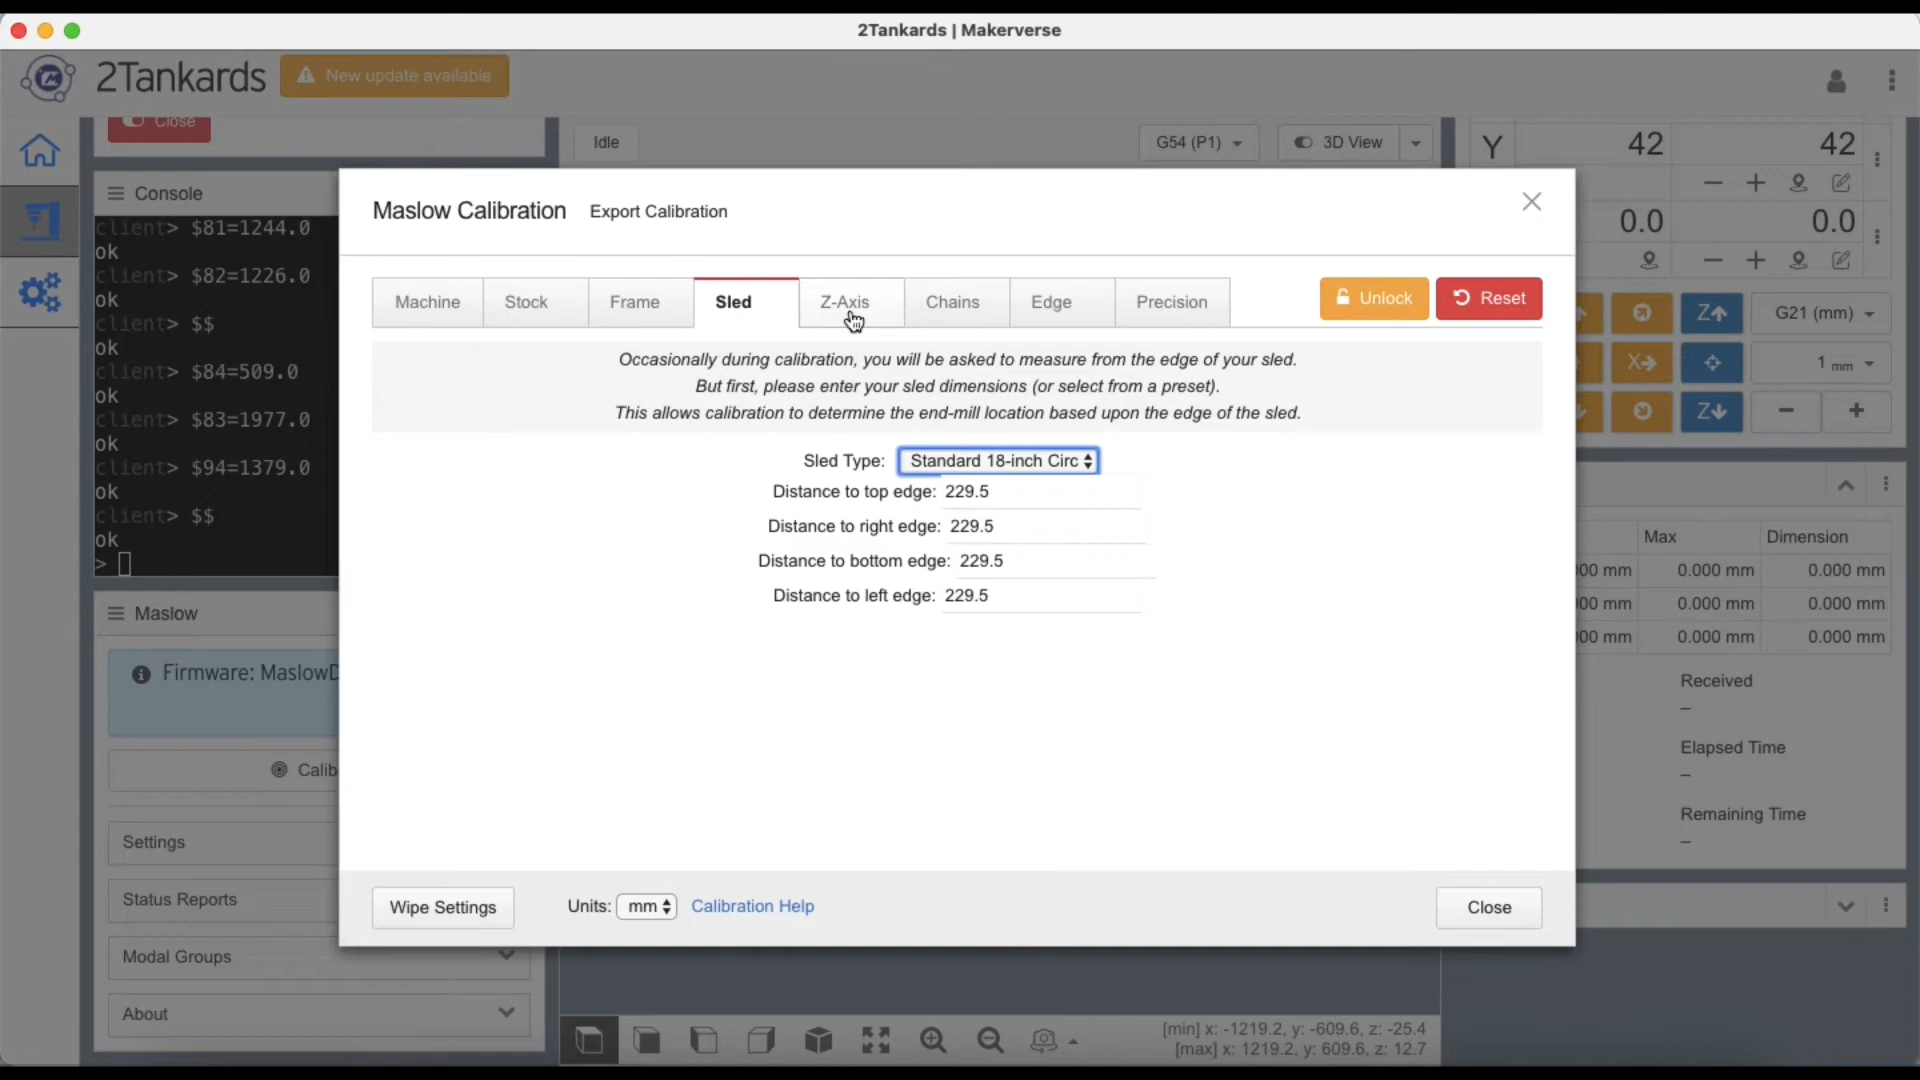 2Tankards | Makerverse
2Tankards
New update available
Close
Idle
G54 (P1)
3D View
Y
42
42
Console
client> $81=1244.0
ok
client> $82=1226.0
ok
client> $$
ok
client> $84=509.0
ok
client> $83=1977.0
ok
client> $94=1379.0
ok
client> $$
ok
>
0.0
0.0
Maslow Calibration
Export Calibration
Machine
Stock
Frame
Sled
Z-Axis
Chains
Edge
Precision
Unlock
Reset
Z
G21 (mm)
X
1 mm
Z
Occasionally during calibration, you will be asked to measure from the edge of your sled.
But first, please enter your sled dimensions (or select from a preset).
This allows calibration to determine the end-mill location based upon the edge of the sled.
Sled Type: Standard 18-inch Circ
Distance to top edge: 229.5
Distance to right edge: 229.5
Distance to bottom edge: 229.5
Distance to left edge: 229.5
Max
Dimension
00 mm
0.000 mm
0.000 mm
00 mm
0.000 mm
0.000 mm
00 mm
0.000 mm
0.000 mm
Received
–
Elapsed Time
–
Remaining Time
–
Maslow
Firmware: MaslowD
Calib
Settings
Status Reports
Modal Groups
About
Wipe Settings
Units: mm
Calibration Help
Close
[min] x: -1219.2, y: -609.6, z: -25.4
[max] x: 1219.2, y: 609.6, z: 12.7